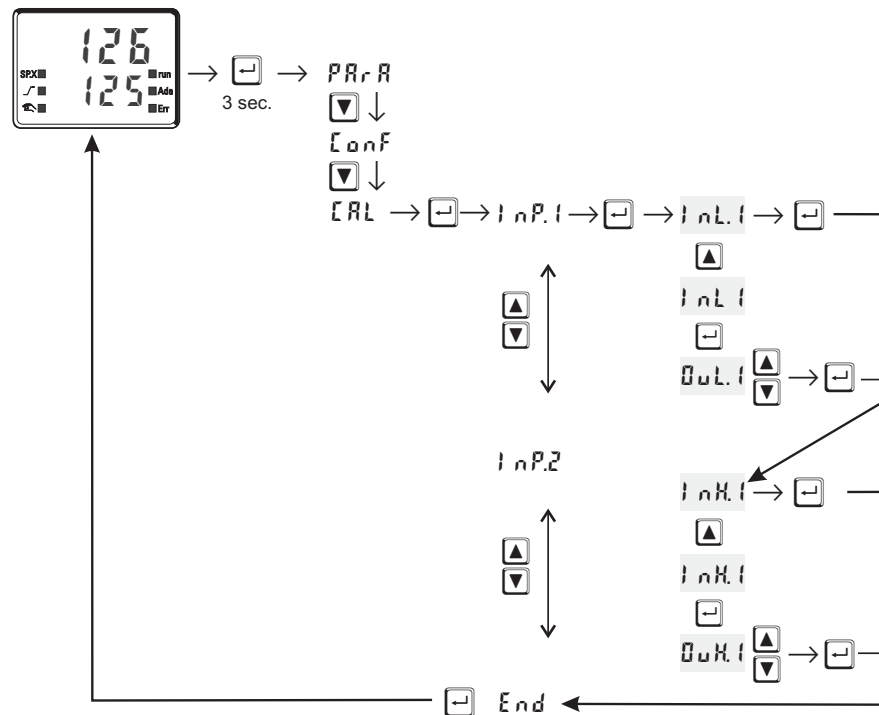 126
SP.X run
125 Ada
Err
3 sec.
PArA
ConF
CAL
InP.1
InL.1
InL1
OuL.1
InP.2
InH.1
InH.1
OuH.1
End